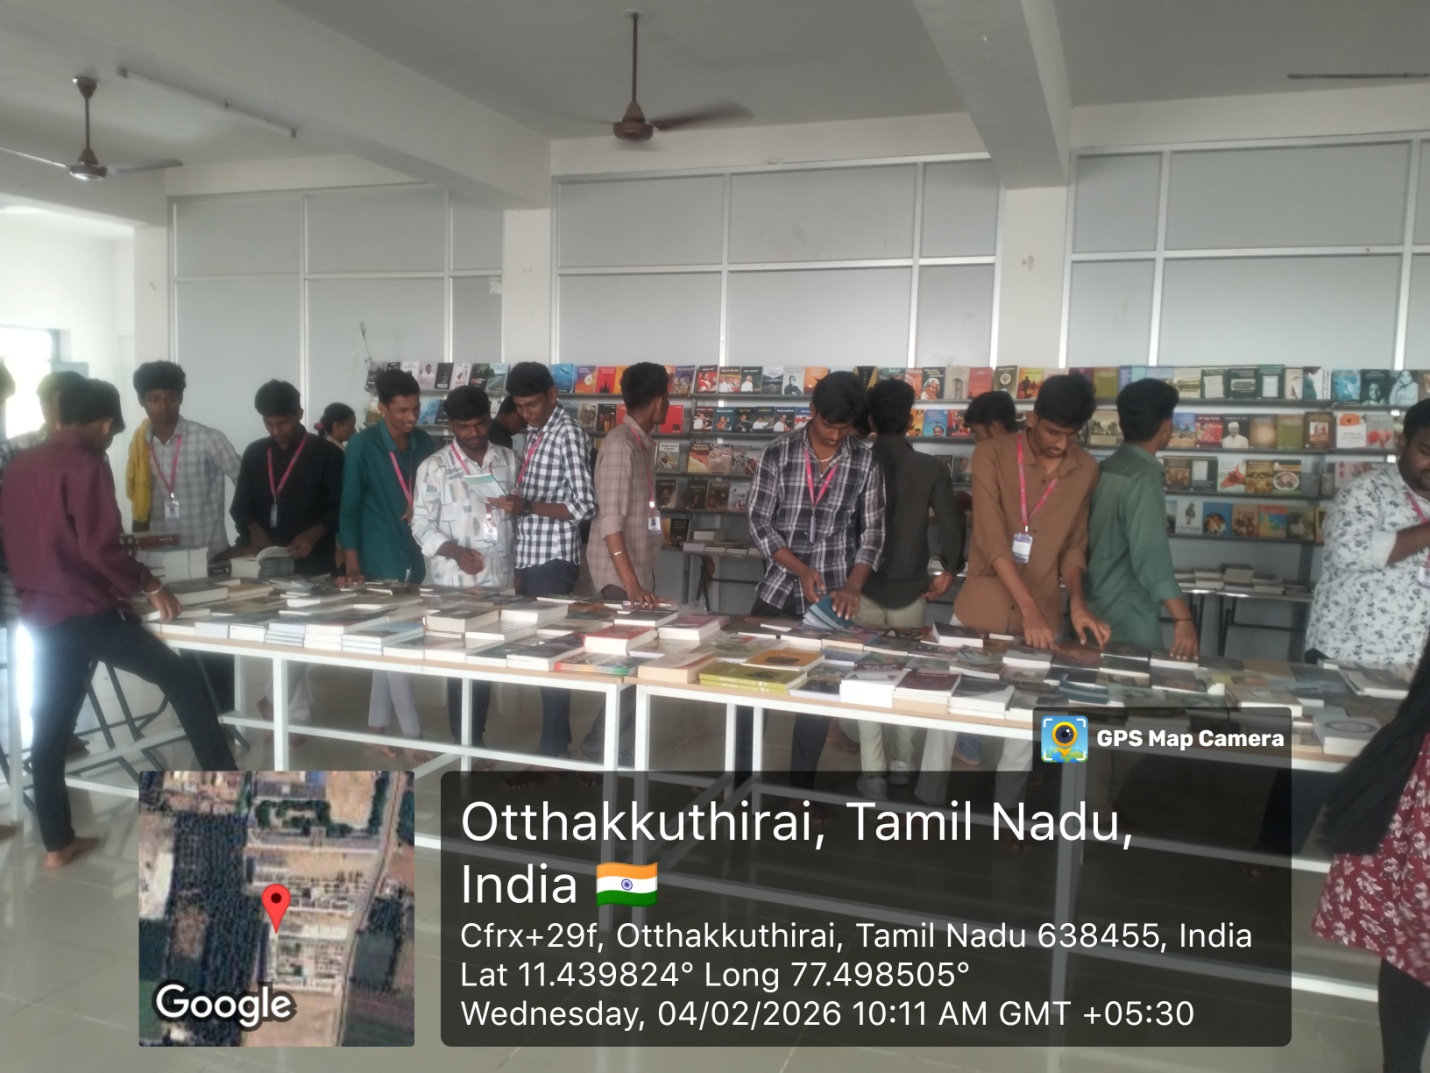 GPS Map Camera
Otthakkuthirai, Tamil Nadu,
India
Cfrx+29f, Otthakkuthirai, Tamil Nadu 638455, India
Lat 11.439824° Long 77.498505°
Wednesday, 04/02/2026 10:11 AM GMT +05:30
Google